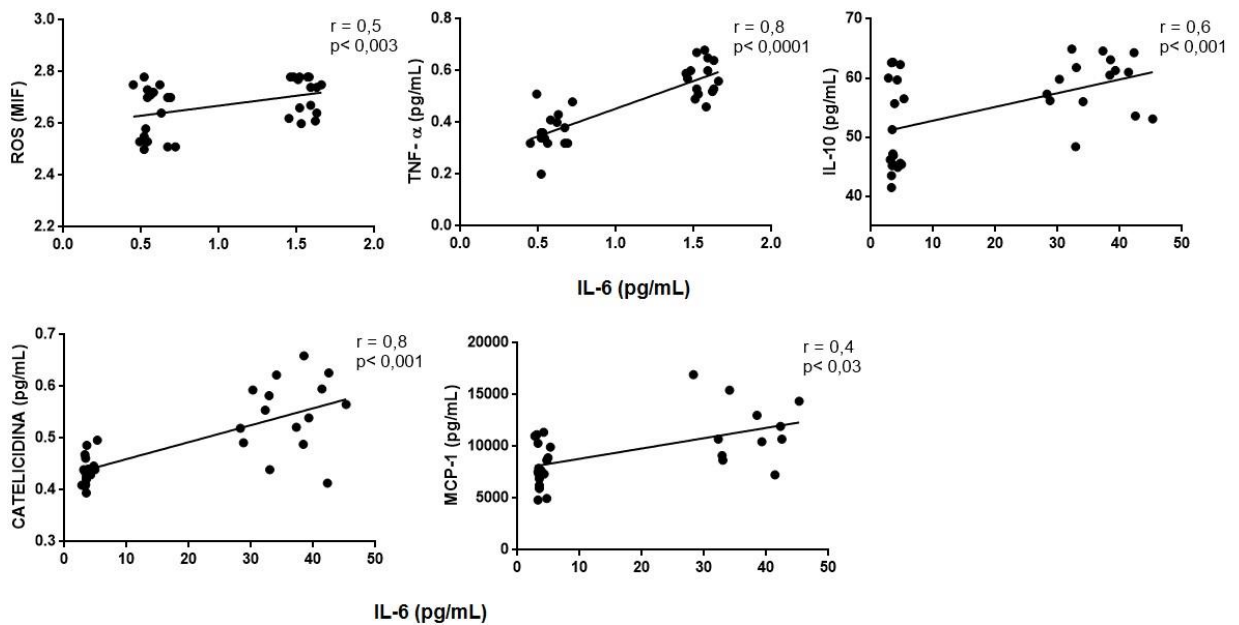 ROS (MIF)
3.0
2.8
2.6
2.4
2.2
0.0 0.5 1.0 1.5 2.0
r = 0,5
p< 0,003
TNF- α (pg/mL)
0.8
0.6
0.4
0.2
0.0
0.0 0.5 1.0 1.5 2.0
r = 0,8
p< 0,0001
IL-10 (pg/mL)
70
60
50
40
0 10 20 30 40 50
r = 0,6
p< 0,001
IL-6 (pg/mL)
CATELICIDINA (pg/mL)
0.7
0.6
0.5
0.4
0.3
0 10 20 30 40 50
r = 0,8
p< 0,001
MCP-1 (pg/mL)
20000
15000
10000
5000
0
0 10 20 30 40 50
r = 0,4
p< 0,03
IL-6 (pg/mL)